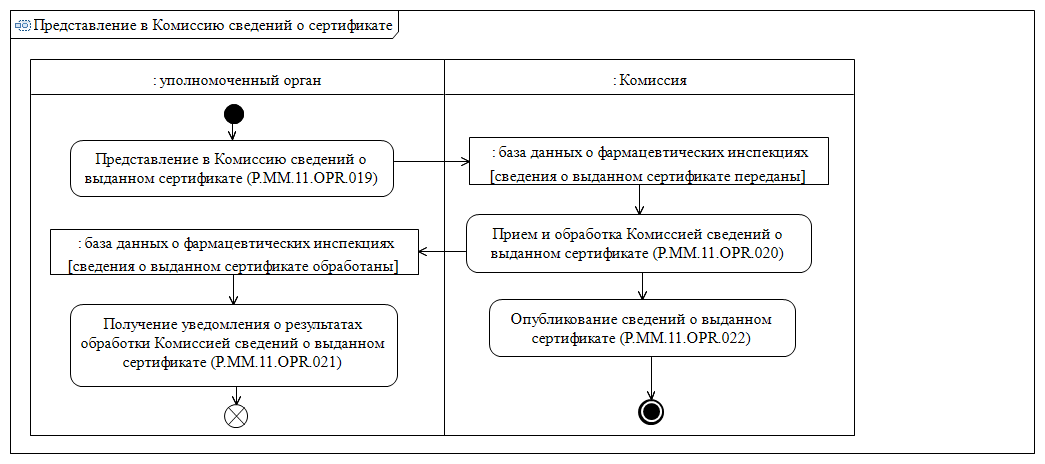 Представление в Комиссию сведений о сертификате
: уполномоченный орган
: Комиссия
Представление в Комиссию сведений о
выданном сертификате (P.MM.11.OPR.019)
: база данных о фармацевтических инспекциях
[сведения о выданном сертификате переданы]
Прием и обработка Комиссией сведений о
выданном сертификате (P.MM.11.OPR.020)
: база данных о фармацевтических инспекциях
[сведения о выданном сертификате обработаны]
Получение уведомления о результатах
обработки Комиссией сведений о выданном
сертификате (P.MM.11.OPR.021)
Опубликование сведений о выданном
сертификате (P.MM.11.OPR.022)